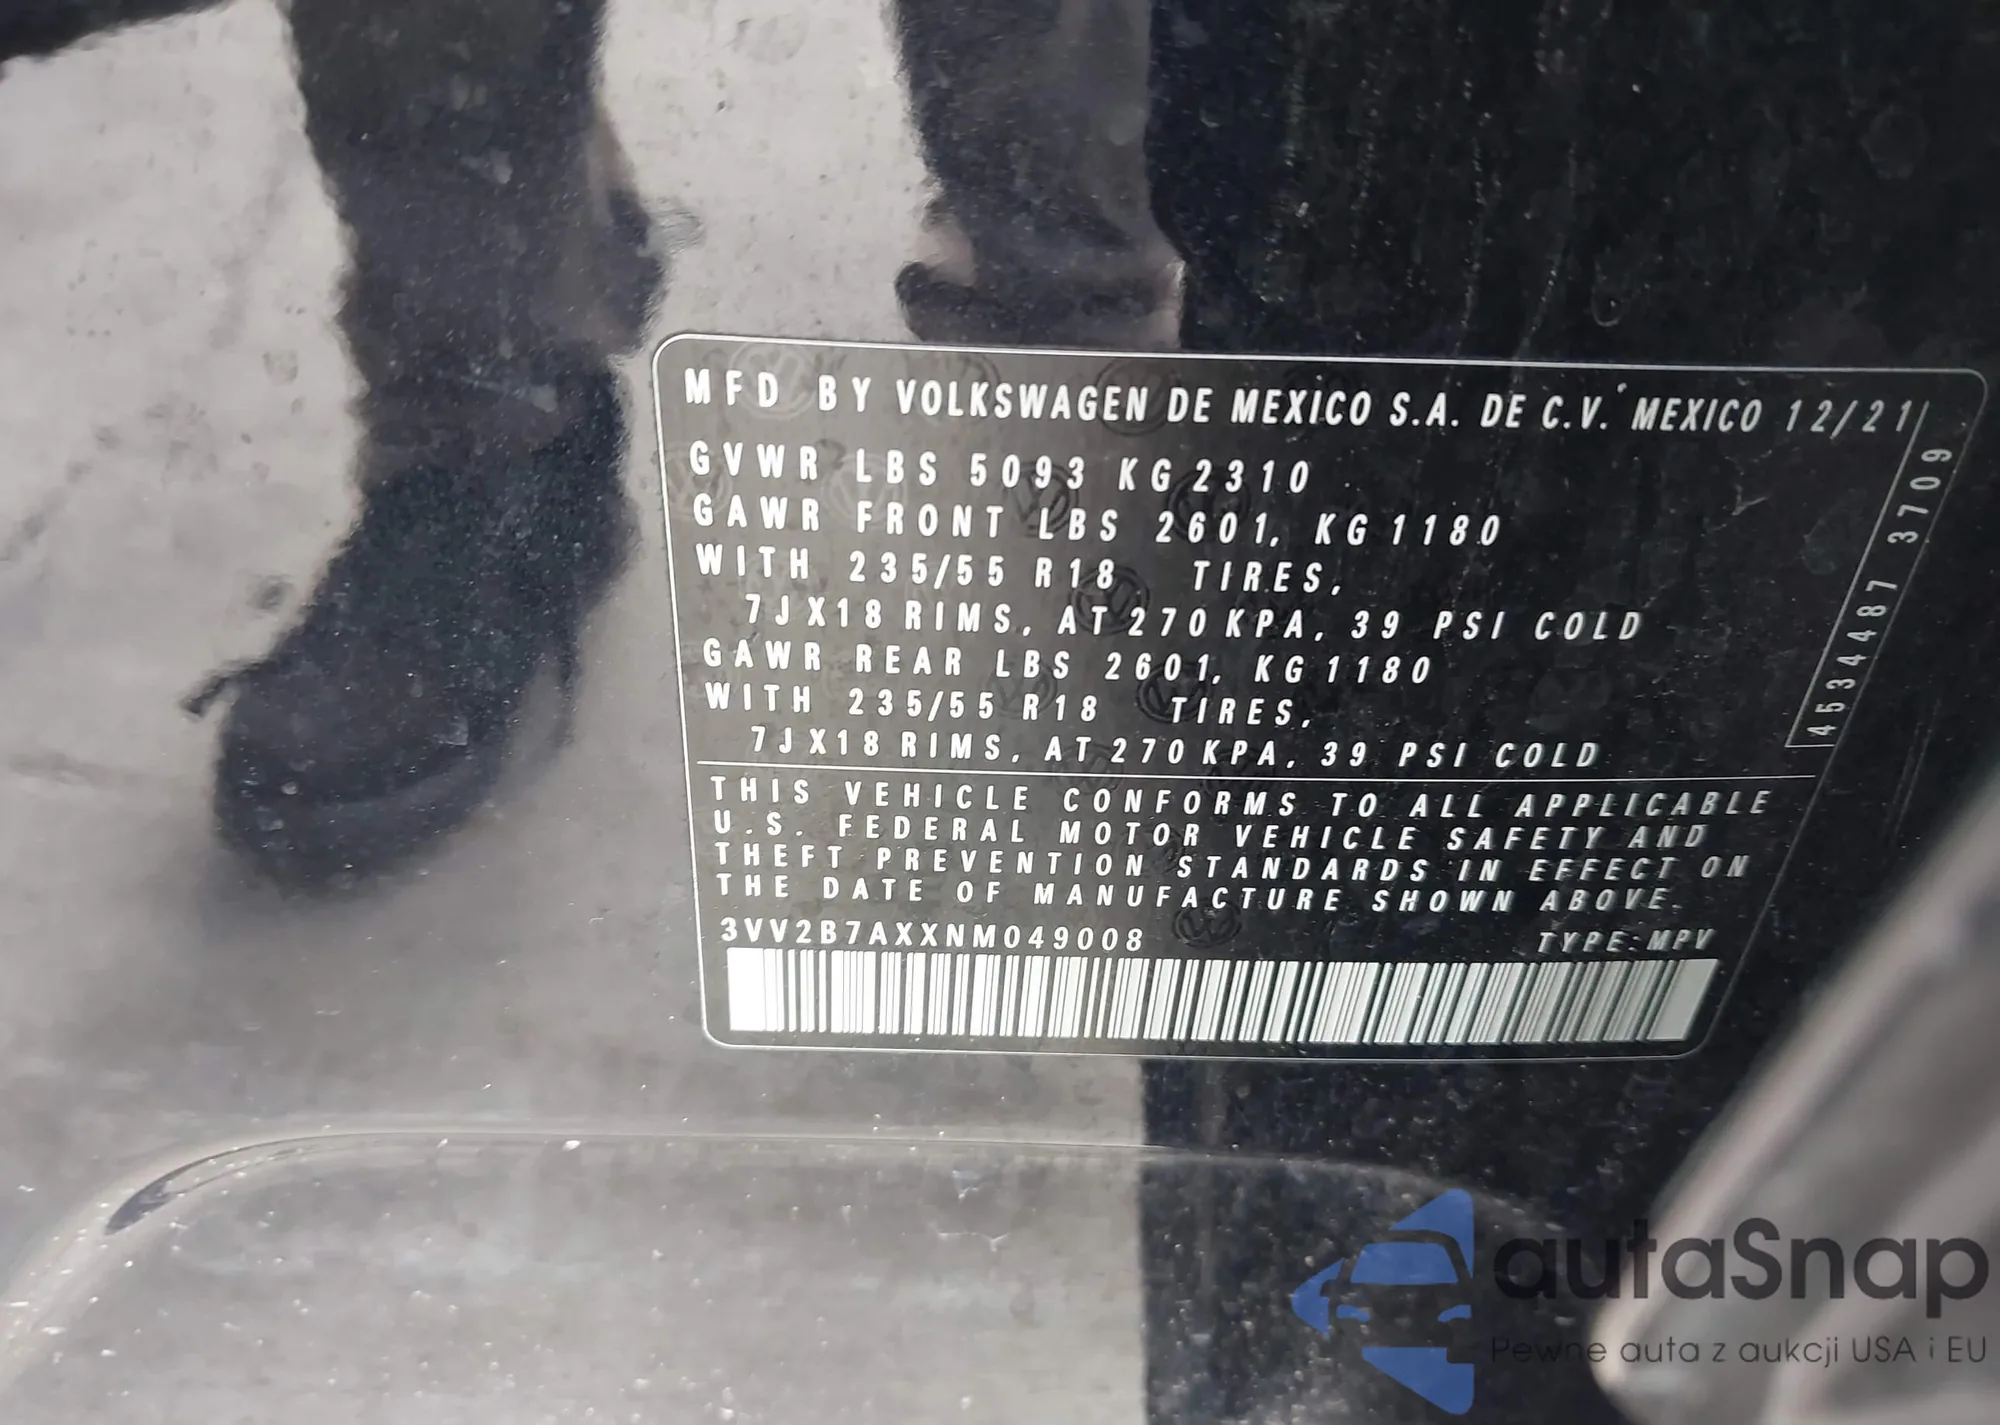 MFD BY VOLKSWAGEN DE MEXICO S.A. DE C.V. MEXICO 12/21
GVWR LBS 5093 KG 2310
GAWR FRONT LBS 2601, KG 1180
WITH 235/55 R18 TIRES,
7JX18 RIMS, AT 270 KPA, 39 PSI COLD
GAWR REAR LBS 2601, KG 1180
WITH 235/55 R18 TIRES,
7JX18 RIMS, AT 270 KPA, 39 PSI COLD
4534487 3709
THIS VEHICLE CONFORMS TO ALL APPLICABLE
U.S. FEDERAL MOTOR VEHICLE SAFETY AND
THEFT PREVENTION STANDARDS IN EFFECT ON
THE DATE OF MANUFACTURE SHOWN ABOVE.
3VV2B7AXXNM049008 TYPE:MPV
autaSnap
Pewne auta z aukcji USA i EU